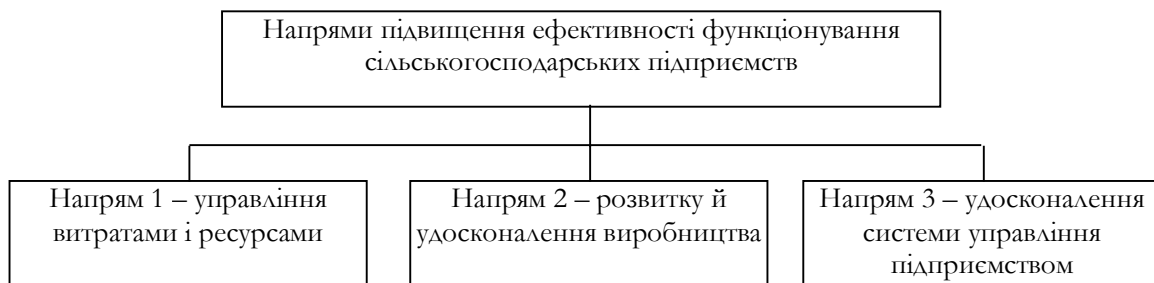 Напрями підвищення ефективності функціонування
сільськогосподарських підприємств
Напрям 1 – управління
витратами і ресурсами
Напрям 2 – розвитку й
удосконалення виробництва
Напрям 3 – удосконалення
системи управління
підприємством